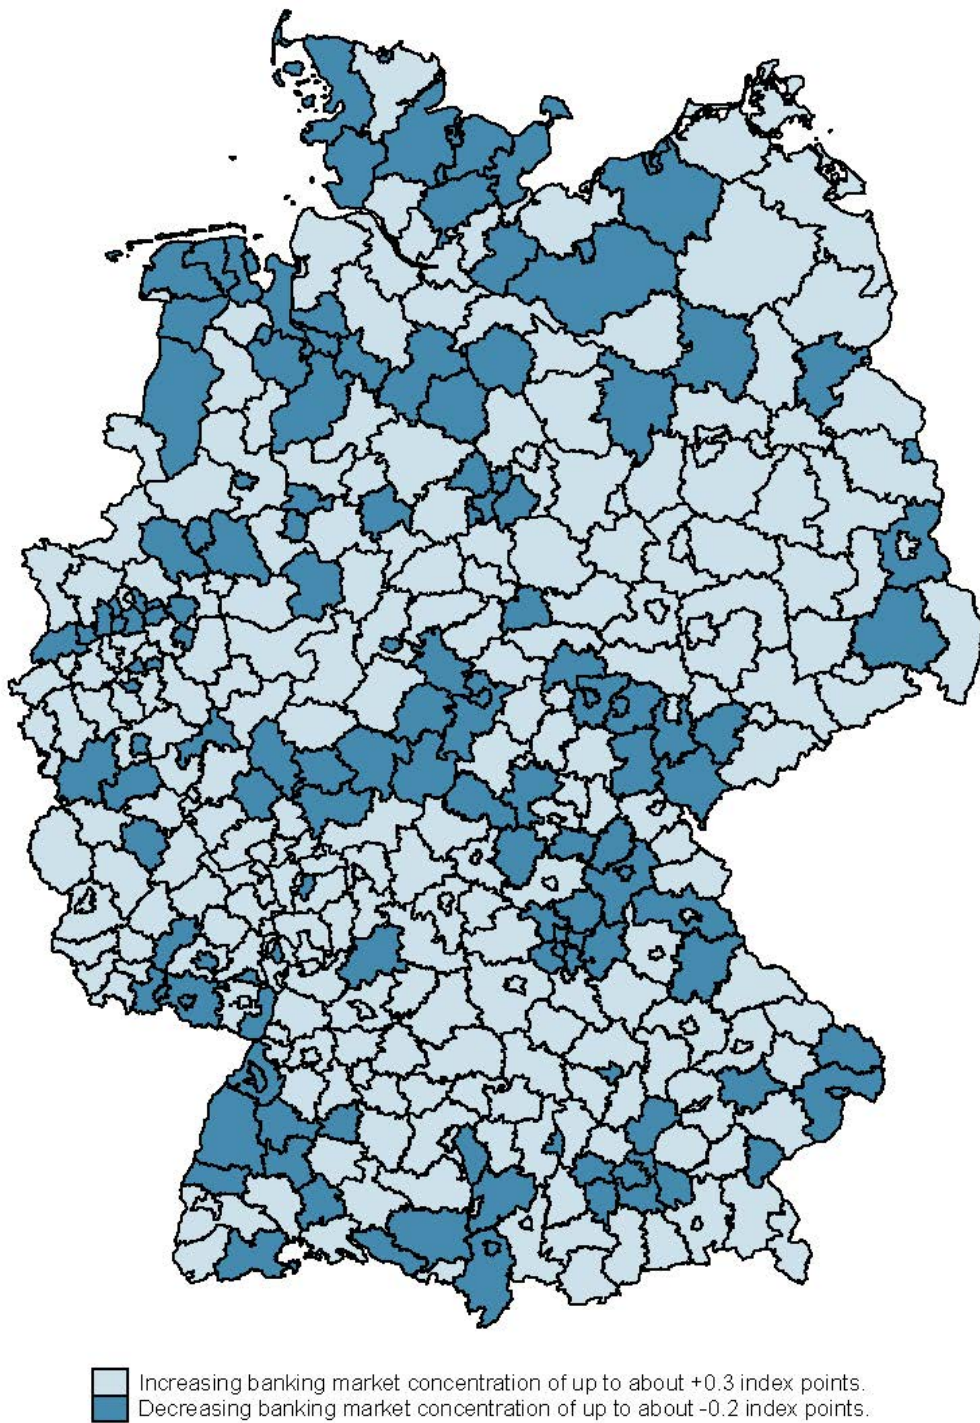 Increasing banking market concentration of up to about +0.3 index points.
Decreasing banking market concentration of up to about -0.2 index points.